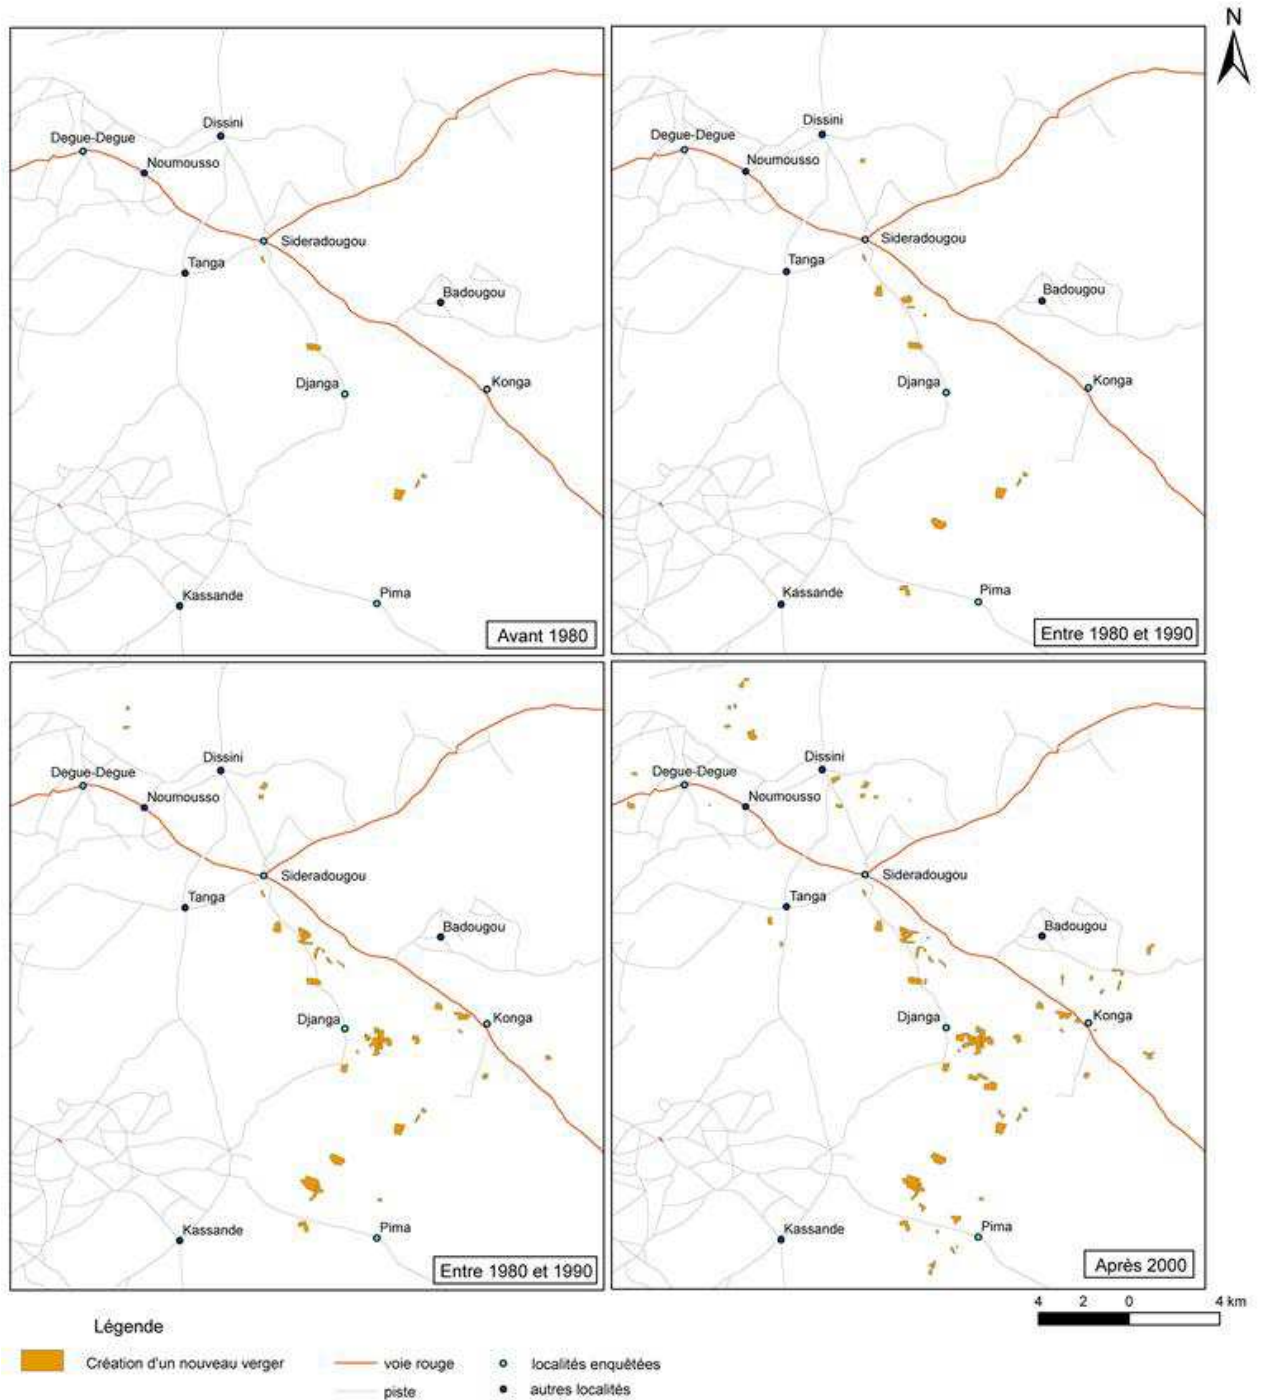 N
Dissini
Degue-Degue
Noumousso
Sideradougou
Tanga
Badougou
Djanga
Konga
Kassande
Pima
Avant 1980
Dissini
Degue-Degue
Noumousso
Sideradougou
Tanga
Badougou
Djanga
Konga
Kassande
Pima
Entre 1980 et 1990
Dissini
Degue-Degue
Noumousso
Sideradougou
Tanga
Badougou
Djanga
Konga
Kassande
Pima
Entre 1980 et 1990
Dissini
Degue-Degue
Noumousso
Sideradougou
Tanga
Badougou
Djanga
Konga
Kassande
Pima
Après 2000
4 2 0 4 km
Légende
Création d'un nouveau verger
voie rouge
localités enquêtées
piste
autres localités